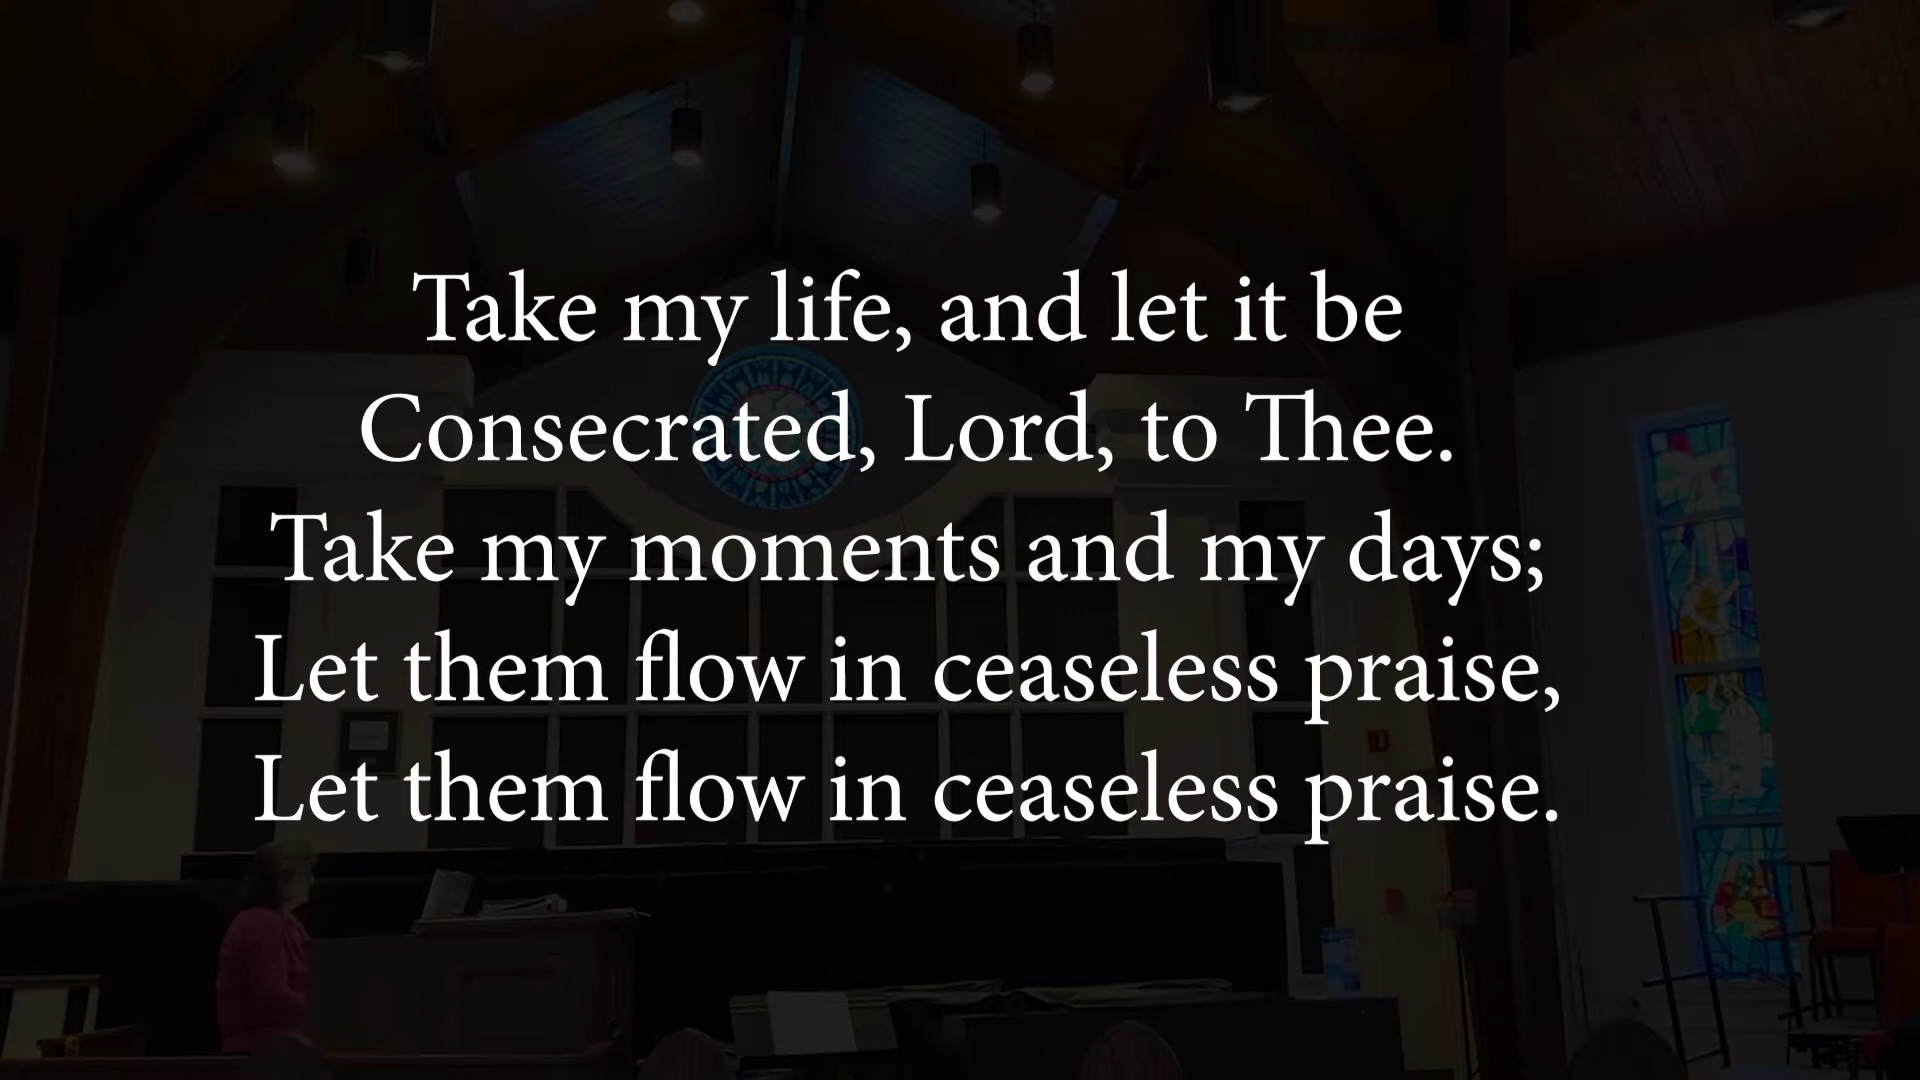 Take my life, and let it be
Consecrated, Lord, to Thee.
Take my moments and my days;
Let them flow in ceaseless praise,
Let them flow in ceaseless praise.